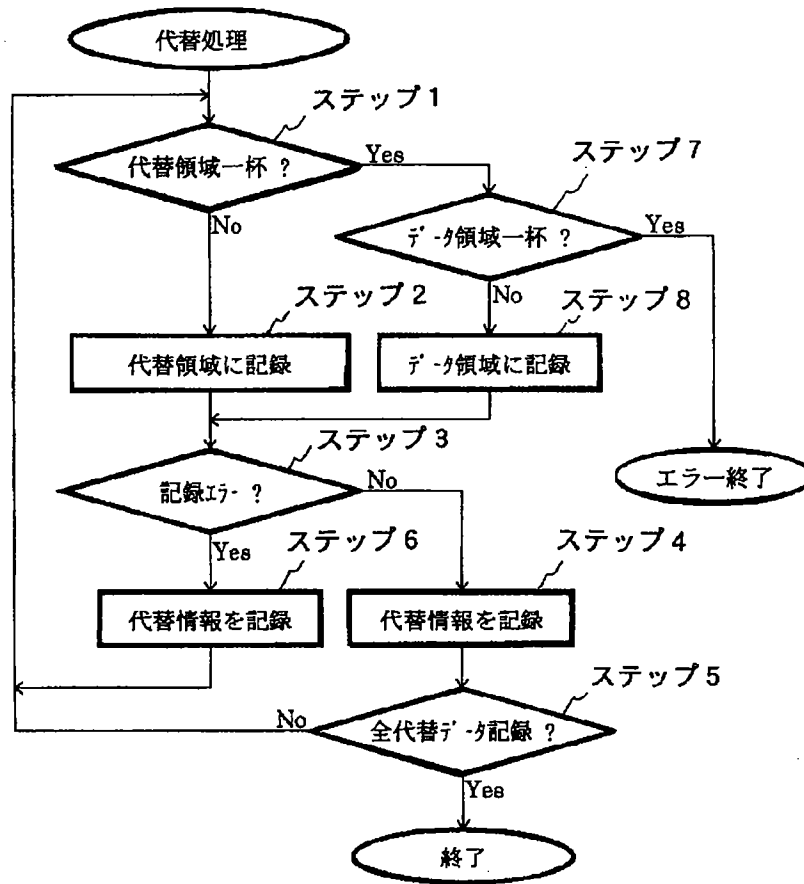 代替処理
ステップ1
代替領域一杯 ?
Yes
ステップ7
No
データ領域一杯 ?
Yes
ステップ2
No
ステップ8
代替領域に記録
データ領域に記録
ステップ3
記録エラー ?
No
エラー終了
Yes
ステップ6
ステップ4
代替情報を記録
代替情報を記録
ステップ5
No
全代替データ記録 ?
Yes
終了